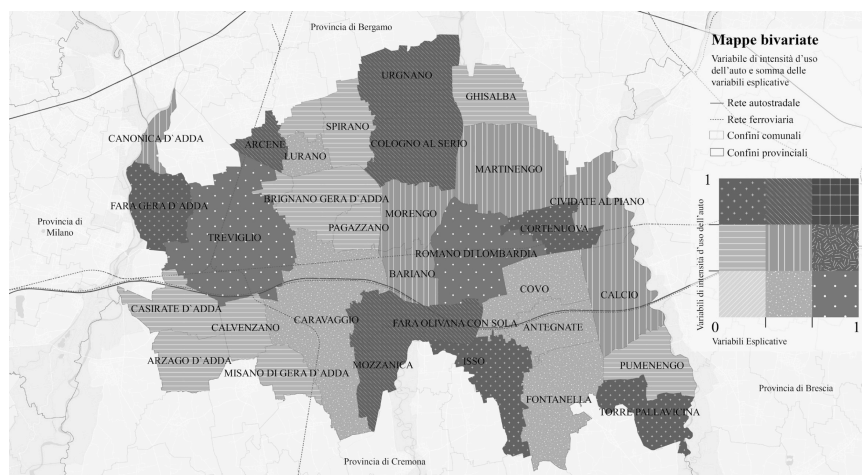 Provincia di Bergamo
Mappe bivariate
Variabile di intensità d'uso
dell'auto e somma delle
variabili esplicative
Rete autostradale
Rete ferroviaria
Confini comunali
Confini provinciali
URGNANO
GHISALBA
SPIRANO
CANONICA D`ADDA
ARCENE
LURANO
COLOGNO AL SERIO
MARTINENGO
FARA GERA D`ADDA
BRIGNANO GERA D`ADDA
MORENGO
CIVIDATE AL PIANO
Provincia di
Milano
TREVIGLIO
PAGAZZANO
CORTENUOVA
ROMANO DI LOMBARDIA
BARIANO
COVO
CALCIO
CASIRATE D`ADDA
CARAVAGGIO
FARA OLIVANA CON SOLA
CALVENZANO
ANTEGNATE
ARZAGO D`ADDA
MISANO DI GERA D`ADDA
MOZZANICA
ISSO
PUMENENGO
FONTANELLA
TORRE PALLAVICINA
Provincia di Brescia
Provincia di Cremona
1
Variabili di intensità d'uso dell'auto
0
1
Variabili Esplicative